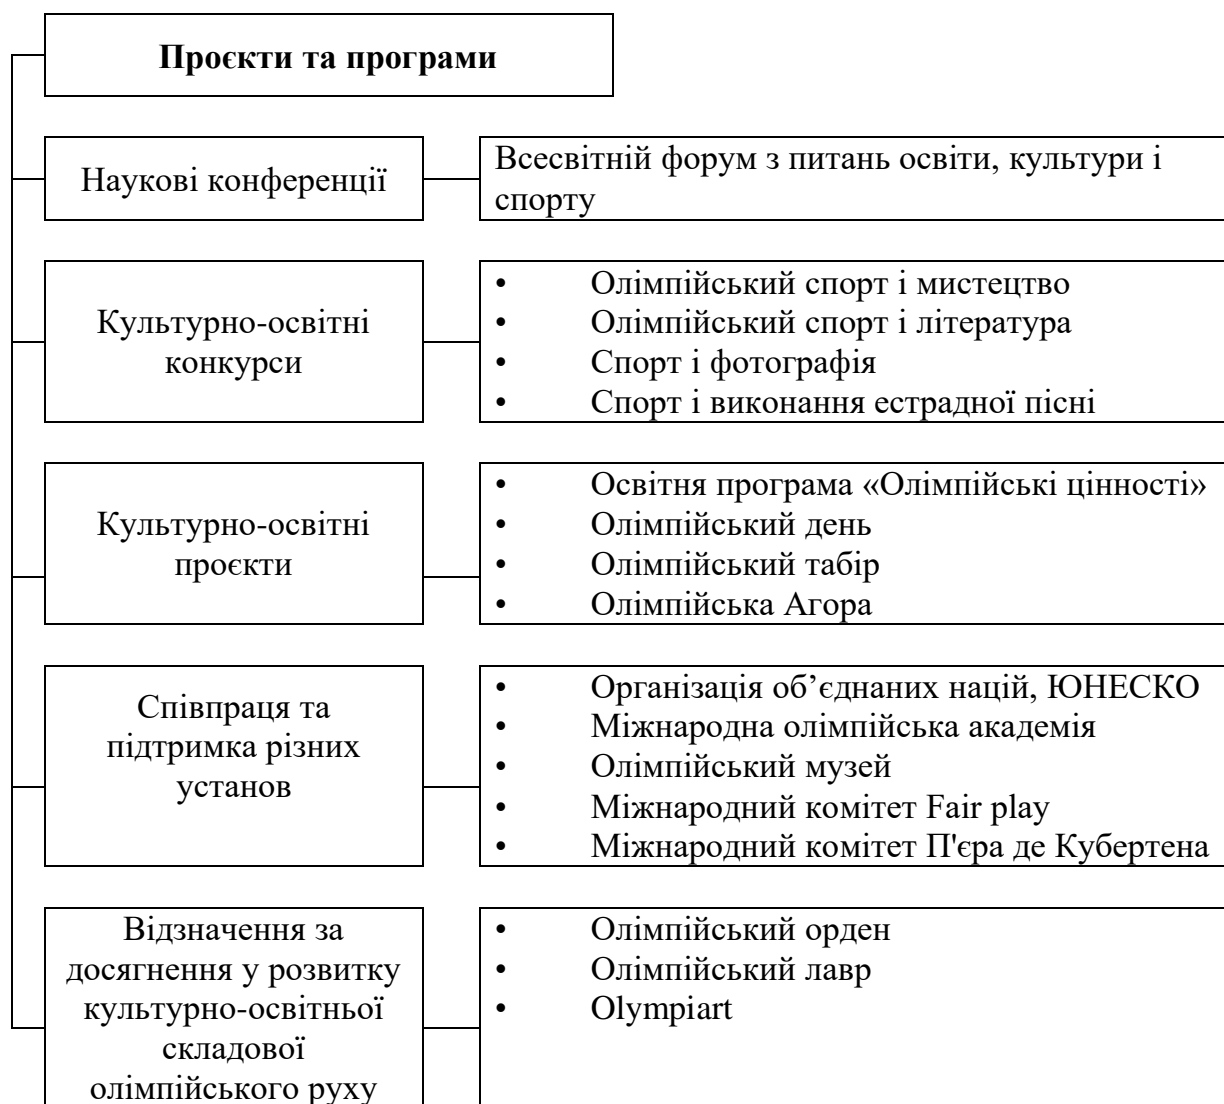 Проєкти та програми
Наукові конференції
Всесвітній форум з питань освіти, культури і
спорту
Культурно-освітні
конкурси
• Олімпійський спорт і мистецтво
• Олімпійський спорт і література
• Спорт і фотографія
• Спорт і виконання естрадної пісні
Культурно-освітні
проєкти
• Освітня програма «Олімпійські цінності»
• Олімпійський день
• Олімпійський табір
• Олімпійська Агора
Співпраця та
підтримка різних
установ
• Організація об’єднаних націй, ЮНЕСКО
• Міжнародна олімпійська академія
• Олімпійський музей
• Міжнародний комітет Fair play
• Міжнародний комітет П'єра де Кубертена
Відзначення за
досягнення у розвитку
культурно-освітньої
складової
олімпійського руху
• Олімпійський орден
• Олімпійський лавр
• Olympiart